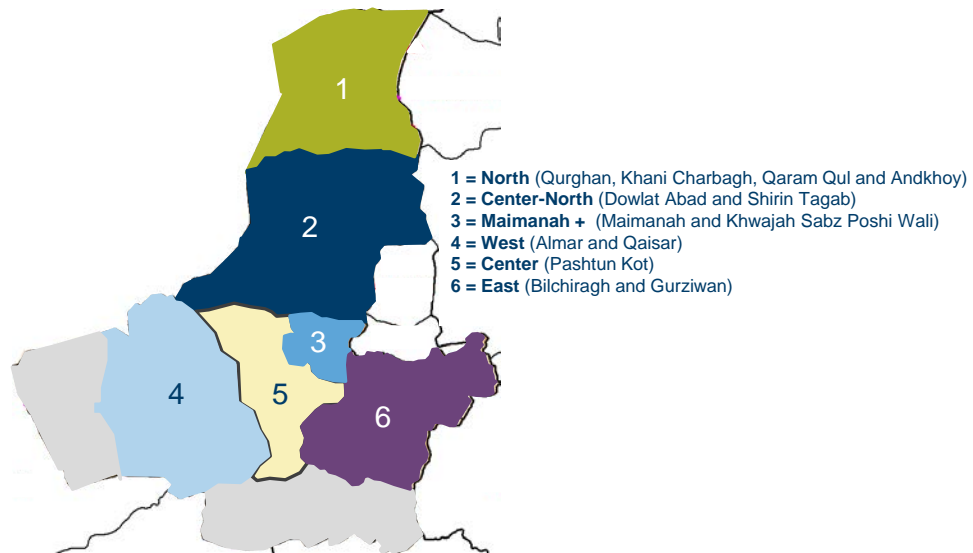 1
2
3
4
5
6
1 = North (Qurghan, Khani Charbagh, Qaram Qul and Andkhoy)
2 = Center-North (Dowlat Abad and Shirin Tagab)
3 = Maimanah + (Maimanah and Khwajah Sabz Poshi Wali)
4 = West (Almar and Qaisar)
5 = Center (Pashtun Kot)
6 = East (Bilchiragh and Gurziwan)